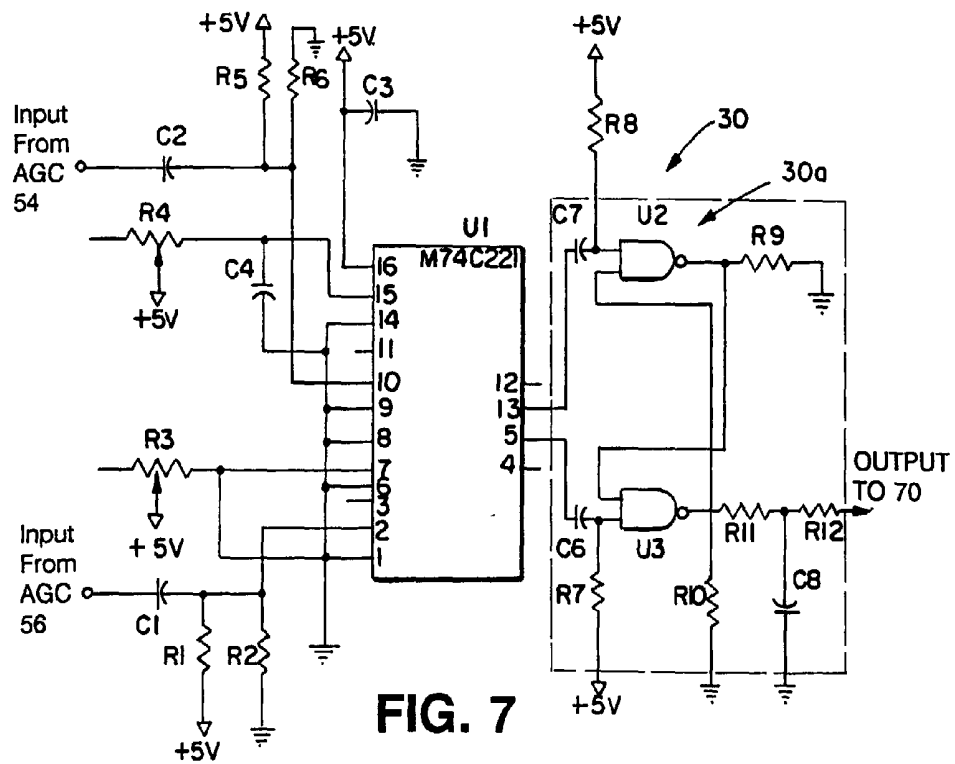 +5V
+5V
+5V
R5
R6
C3
Input
From
AGC
54
C2
R8
30
30a
R4
C4
+5V
U1
M74C221
16
15
14
11
10
9
8
7
6
3
2
1
12
13
5
4
C7
U2
R9
R3
+5V
Input
From
AGC
56
C1
R1
R2
+5V
C6
U3
R7
R10
R11
R12
C8
OUTPUT
TO 70
+5V
FIG. 7